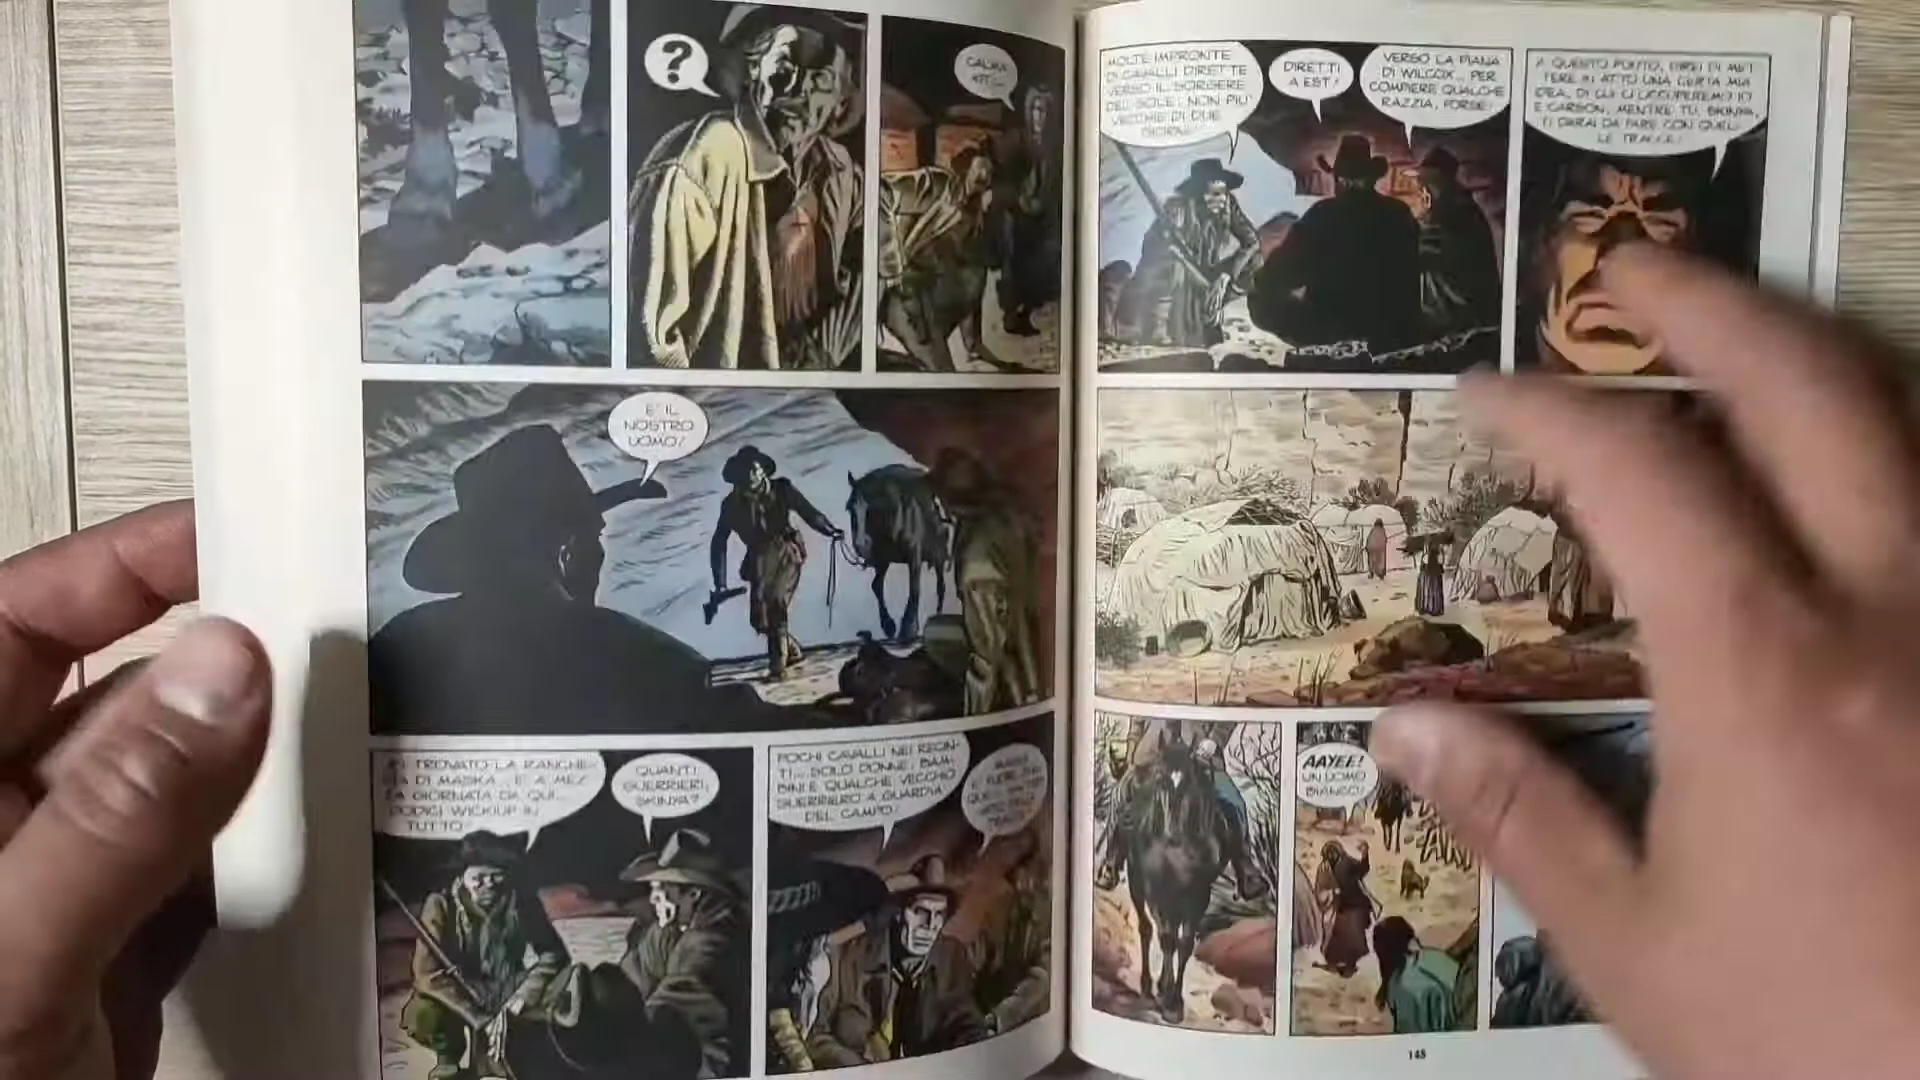 ?
CALMA,
KIT...
E' IL
NOSTRO
UOMO!
TROVATO LA RANCHE-
RIA DI MASKA... E' A MEZ-
ZA GIORNATA DA QUI...
DODICI WICKIUP IN
TUTTO!
QUANTI
GUERRIERI,
SKINYA?
POCHI CAVALLI NEI RECIN-
TI... SOLO DONNE, BAM-
BINI E QUALCHE VECCHIO
GUERRIERO A GUARDIA
DEL CAMPO!
MOLTE IMPRONTE
DI CAVALLI DIRETTE
VERSO IL SORGERE
DEL SOLE! NON PIU'
VECCHIE DI DUE
GIORNI!
DIRETTI
A EST!
VERSO LA PIANA
DI WILCOX... PER
COMPIERE QUALCHE
RAZZIA, FORSE!
A QUESTO PUNTO, DIREI DI MET-
TERE IN ATTO UNA CERTA MIA
IDEA, DI CUI CI OCCUPEREMO IO
E CARSON, MENTRE TU, SKINYA,
TI DARAI DA FARE CON QUEL-
LE TRACCE!
AAYEE!
UN UOMO
BIANCO!
148